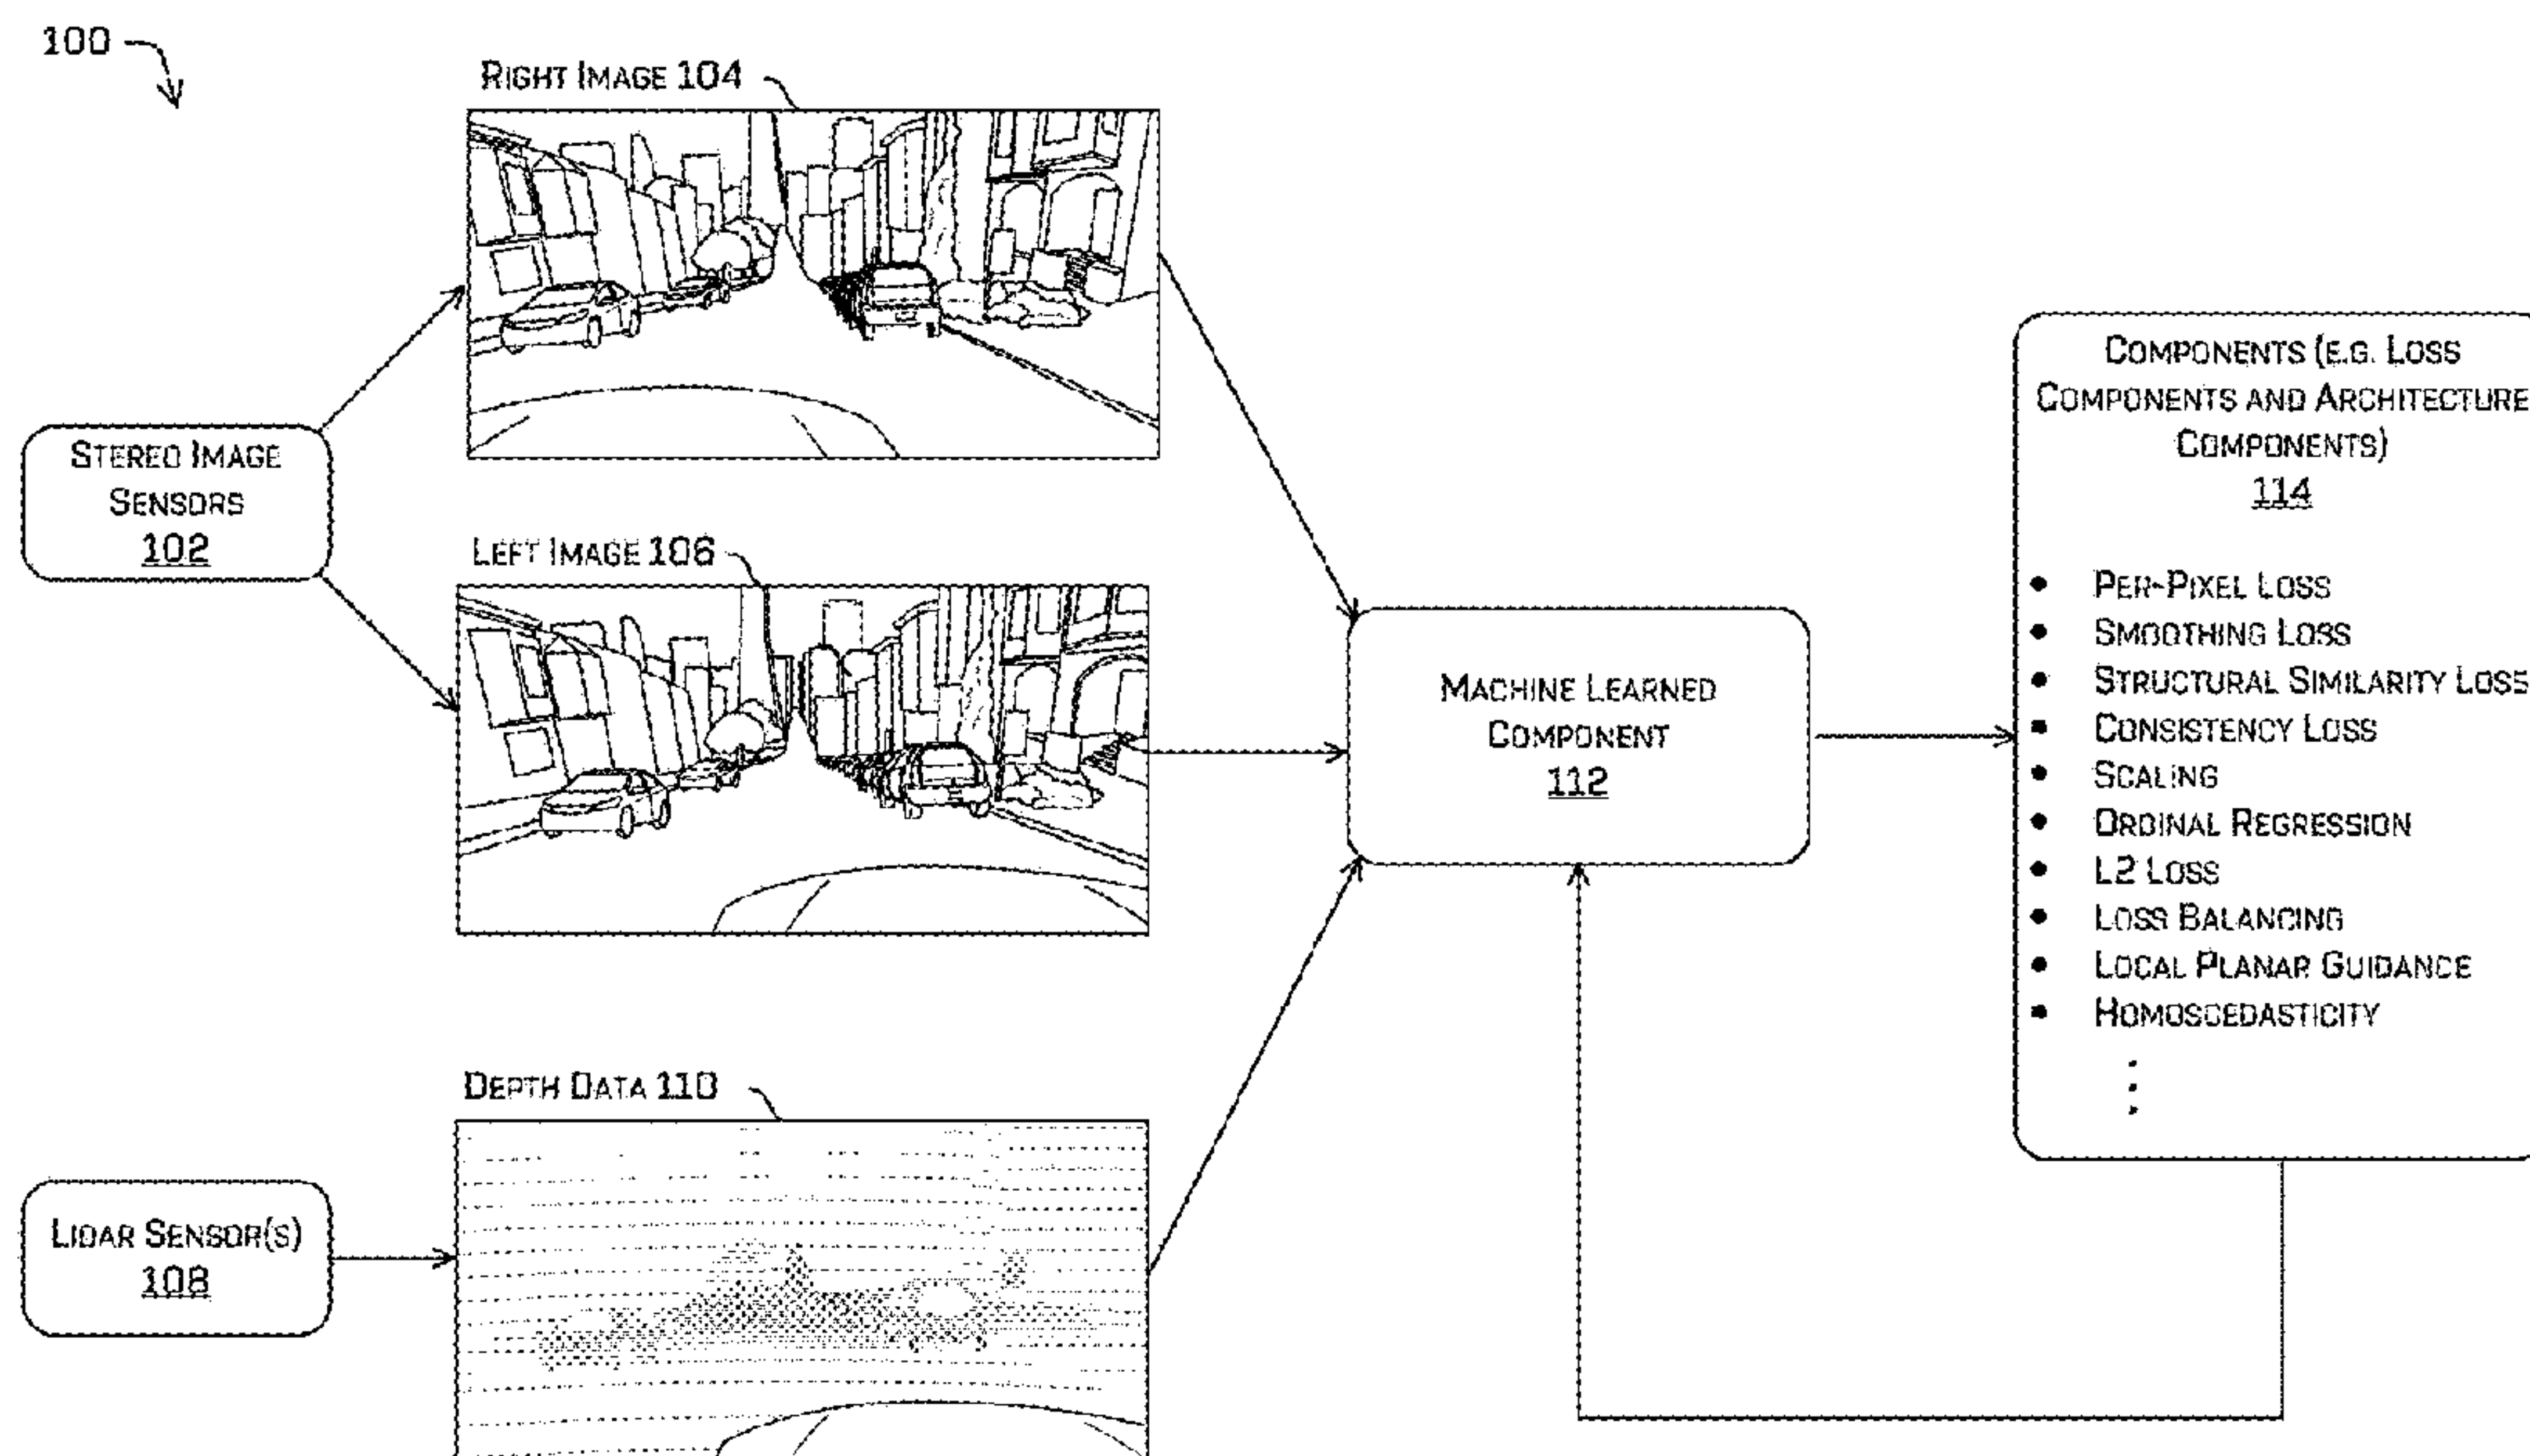 100
RIGHT IMAGE 104
STEREO IMAGE
SENSORS
102
LEFT IMAGE 106
DEPTH DATA 110
LIDAR SENSOR(S)
108
MACHINE LEARNED
COMPONENT
112
COMPONENTS (E.G. LOSS
COMPONENTS AND ARCHITECTURE
COMPONENTS)
114
• PER-PIXEL LOSS
• SMOOTHING LOSS
• STRUCTURAL SIMILARITY LOSS
• CONSISTENCY LOSS
• SCALING
• ORDINAL REGRESSION
• L2 LOSS
• LOSS BALANCING
• LOCAL PLANAR GUIDANCE
• HOMOSCEDASTICITY